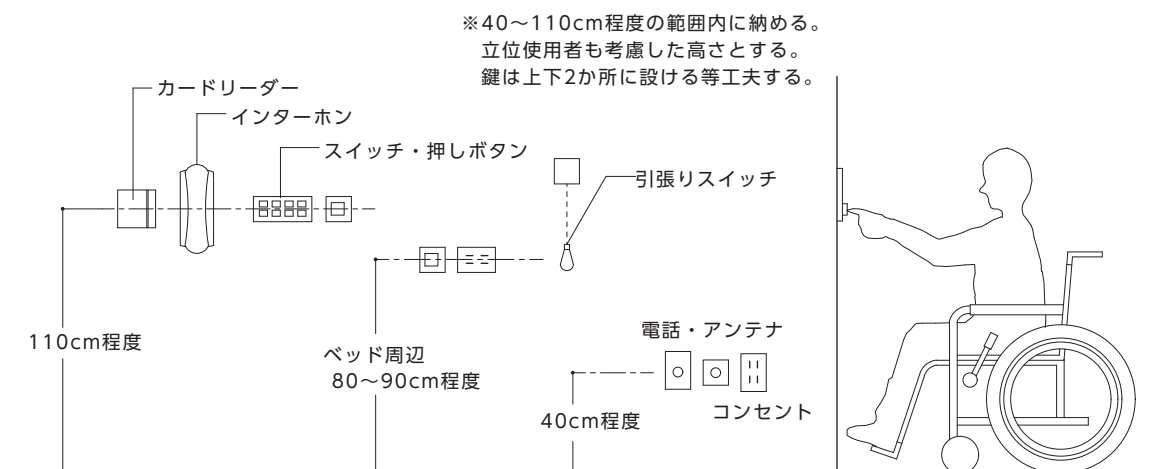 ※40～110cm程度の範囲内に納める。
立位使用者も考慮した高さとする。
鍵は上下2か所に設ける等工夫する。
カードリーダー
インターホン
スイッチ・押しボタン
引張りスイッチ
110cm程度
ベッド周辺
80～90cm程度
電話・アンテナ
コンセント
40cm程度